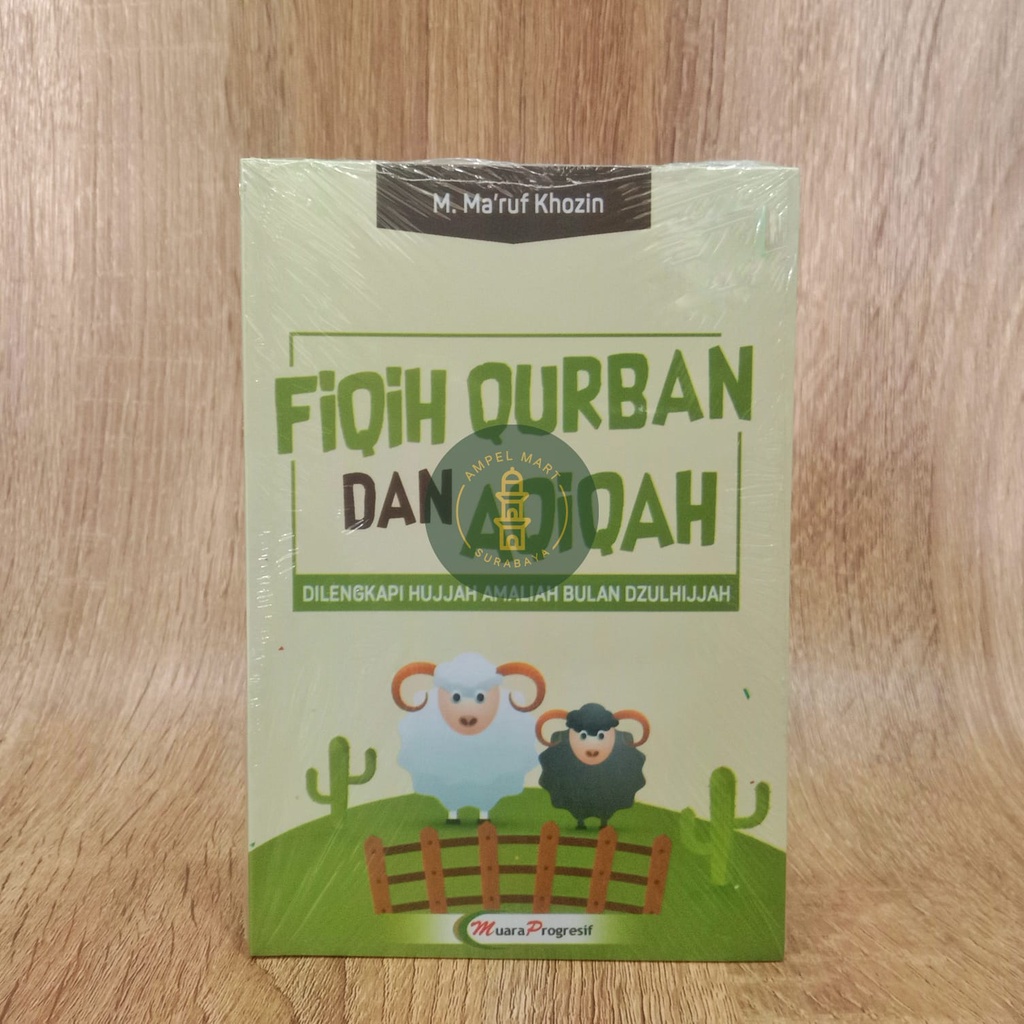 M. Ma'ruf Khozin
FiQiH QURBAN
DAN AQiQAH
AMPEL MART
SURABAYA
DILENGKAPI HUJJAH AMALIAH BULAN DZULHIJJAH
MuaraProgresif